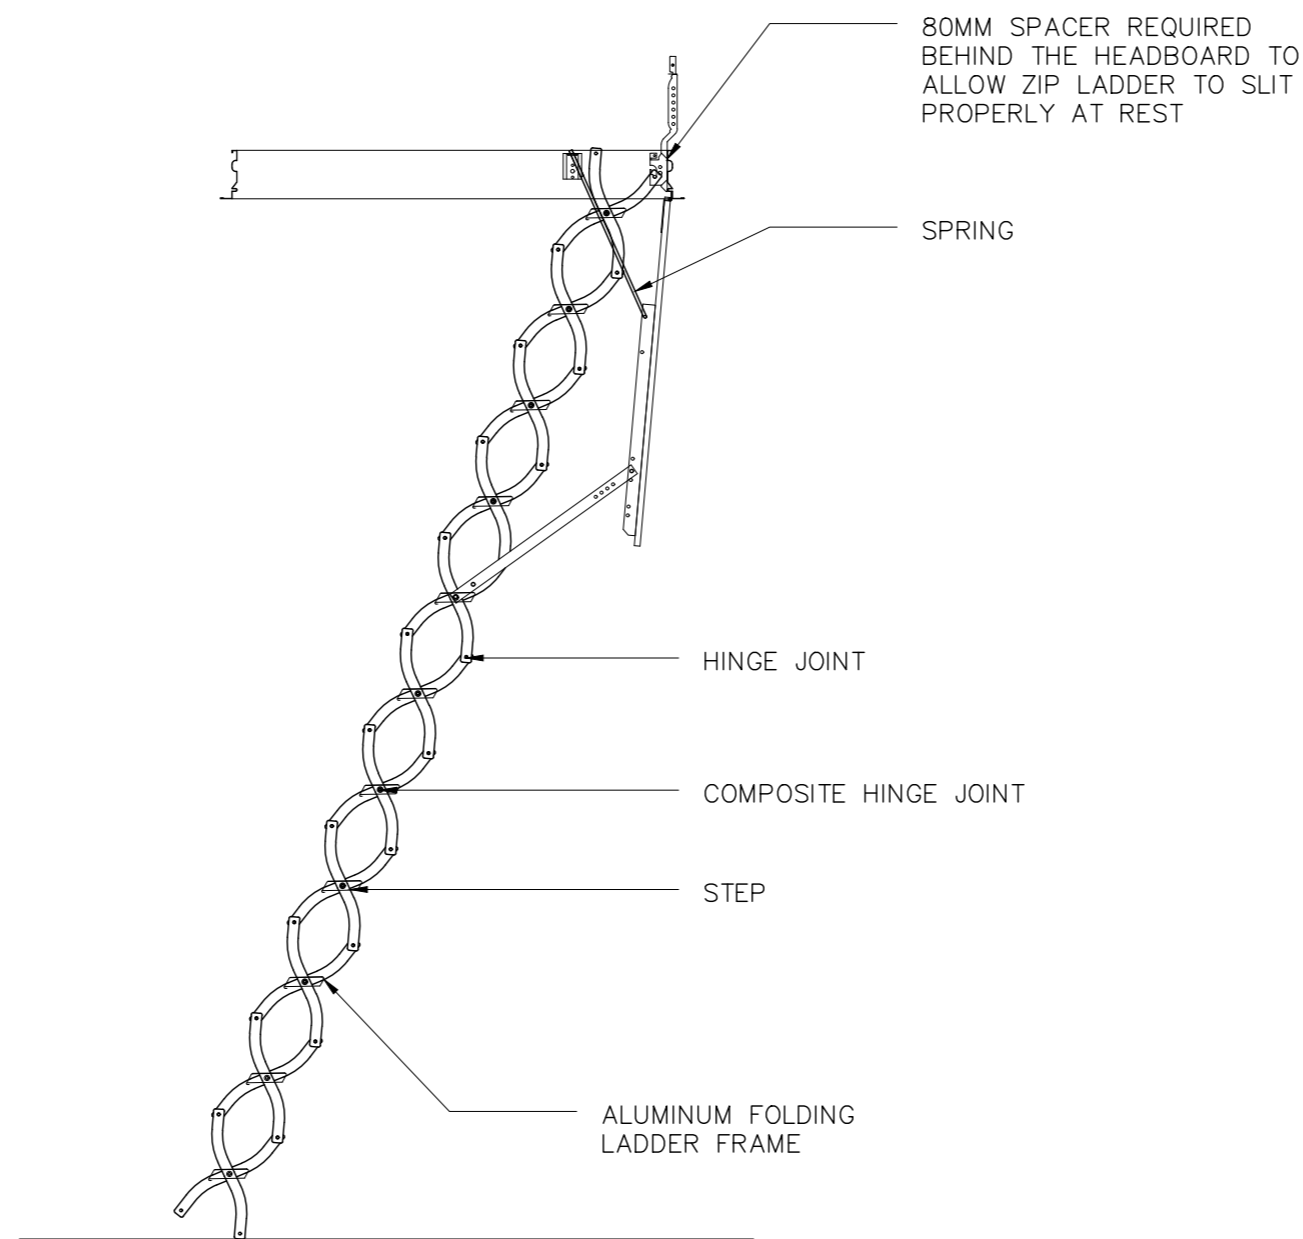 80MM SPACER REQUIRED
BEHIND THE HEADBOARD TO
ALLOW ZIP LADDER TO SLIT
PROPERLY AT REST
SPRING
HINGE JOINT
COMPOSITE HINGE JOINT
STEP
ALUMINUM FOLDING
LADDER FRAME